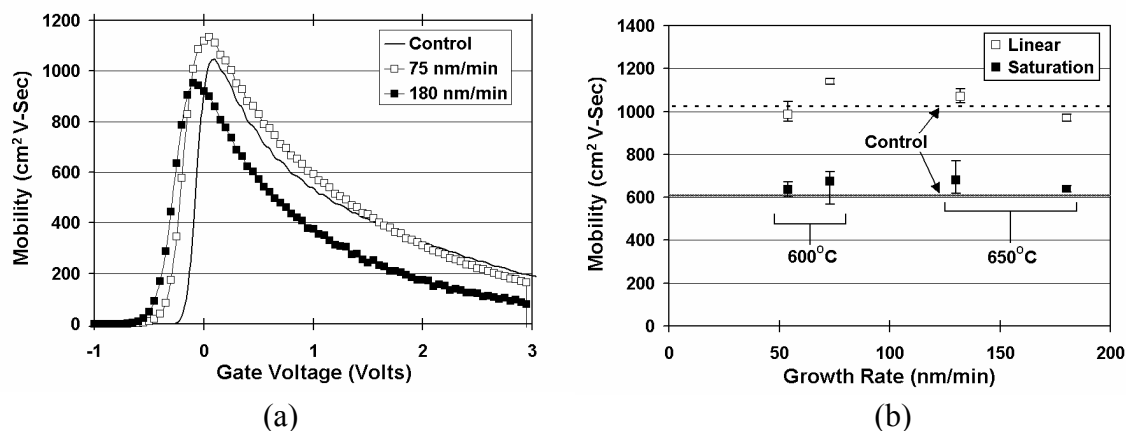 1200
1000
800
600
400
200
0
-1 0 1 2 3
Mobility (cm² V-Sec)
Gate Voltage (Volts)
Control
75 nm/min
180 nm/min
(a)
1400
1200
1000
800
600
400
200
0
0 50 100 150 200
Mobility (cm² V-Sec)
Growth Rate (nm/min)
Linear
Saturation
Control
600°C
650°C
(b)